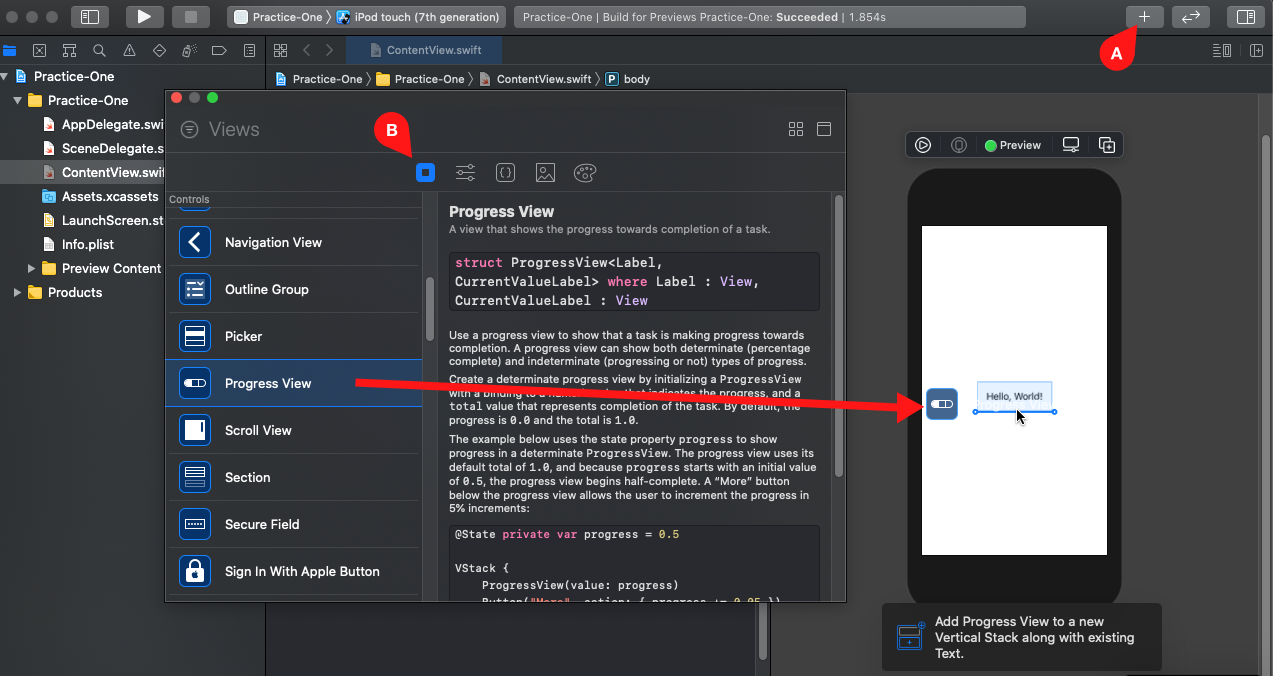 Practice-One 〉 iPod touch (7th generation)
Practice-One | Build for Previews Practice-One: Succeeded | 1.854s
A
ContentView.swift
Practice-One 〉 Practice-One 〉 ContentView.swift 〉 P body
Practice-One
Practice-One
AppDelegate.swi
SceneDelegate.s
ContentView.swif
Assets.xcassets
LaunchScreen.st
Info.plist
Preview Content
Products
Views
B
Controls
Navigation View
Outline Group
Picker
Progress View
Scroll View
Section
Secure Field
Sign In With Apple Button
Progress View
A view that shows the progress towards completion of a task.
struct ProgressView<Label,
CurrentValueLabel> where Label : View,
CurrentValueLabel : View
Use a progress view to show that a task is making progress towards
completion. A progress view can show both determinate (percentage
complete) and indeterminate (progressing or not) types of progress.
Create a determinate progress view by initializing a ProgressView
with a binding to a that indicates the progress, and a
total value that represents completion of the task. By default, the
progress is 0.0 and the total is 1.0.
The example below uses the state property progress to show
progress in a determinate ProgressView. The progress view uses its
default total of 1.0, and because progress starts with an initial value
of 0.5, the progress view begins half-complete. A “More” button
below the progress view allows the user to increment the progress in
5% increments:
@State private var progress = 0.5
VStack {
ProgressView(value: progress)
Button("More", action: { progress += 0.05 })
Preview
Hello, World!
Add Progress View to a new
Vertical Stack along with existing
Text.